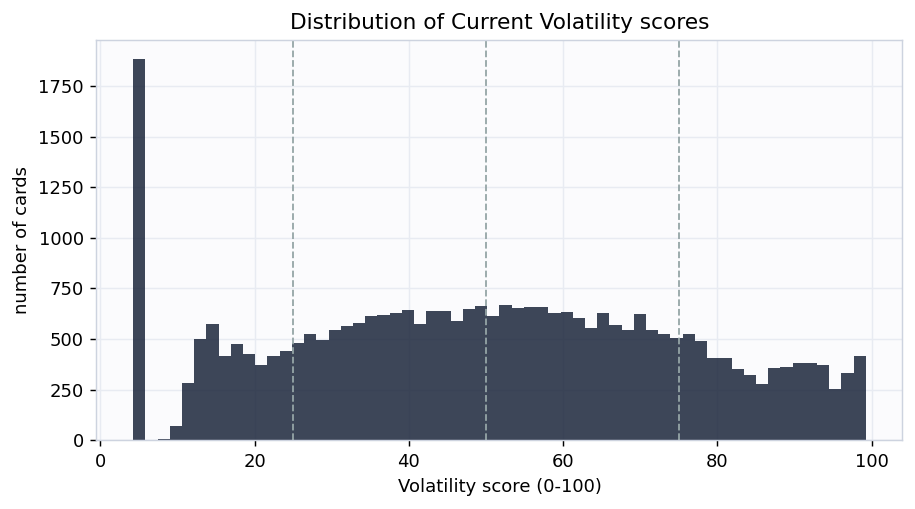 Distribution of Current Volatility scores
number of cards
1750
1500
1250
1000
750
500
250
0
0 20 40 60 80 100
Volatility score (0-100)